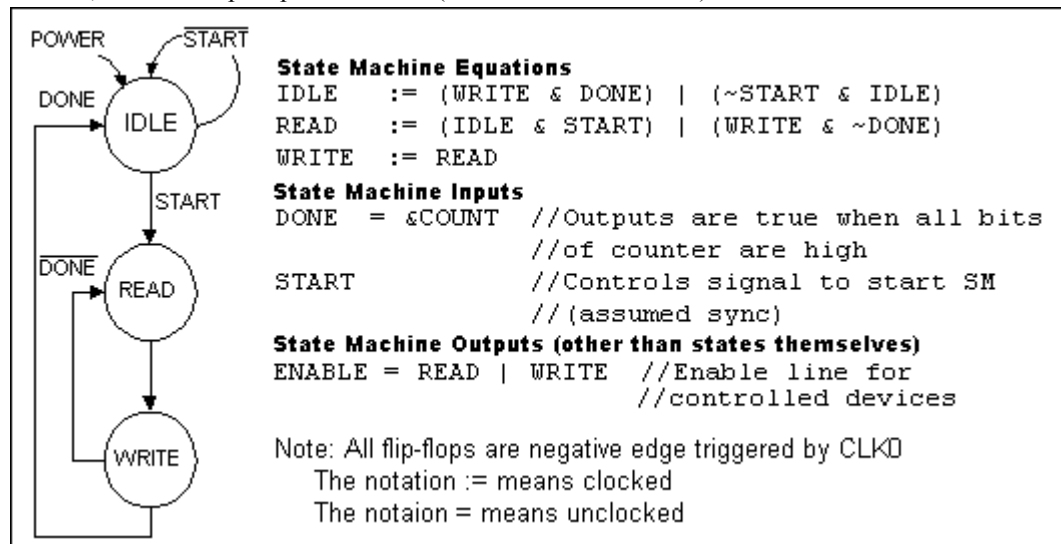 POWER
START
DONE
IDLE
START
DONE
READ
WRITE
State Machine Equations
IDLE := (WRITE & DONE) | (~START & IDLE)
READ := (IDLE & START) | (WRITE & ~DONE)
WRITE := READ
State Machine Inputs
DONE = &COUNT //Outputs are true when all bits
//of counter are high
START //Controls signal to start SM
//(assumed sync)
State Machine Outputs (other than states themselves)
ENABLE = READ | WRITE //Enable line for
//controlled devices
Note: All flip-flops are negative edge triggered by CLK0
The notation := means clocked
The notaion = means unclocked